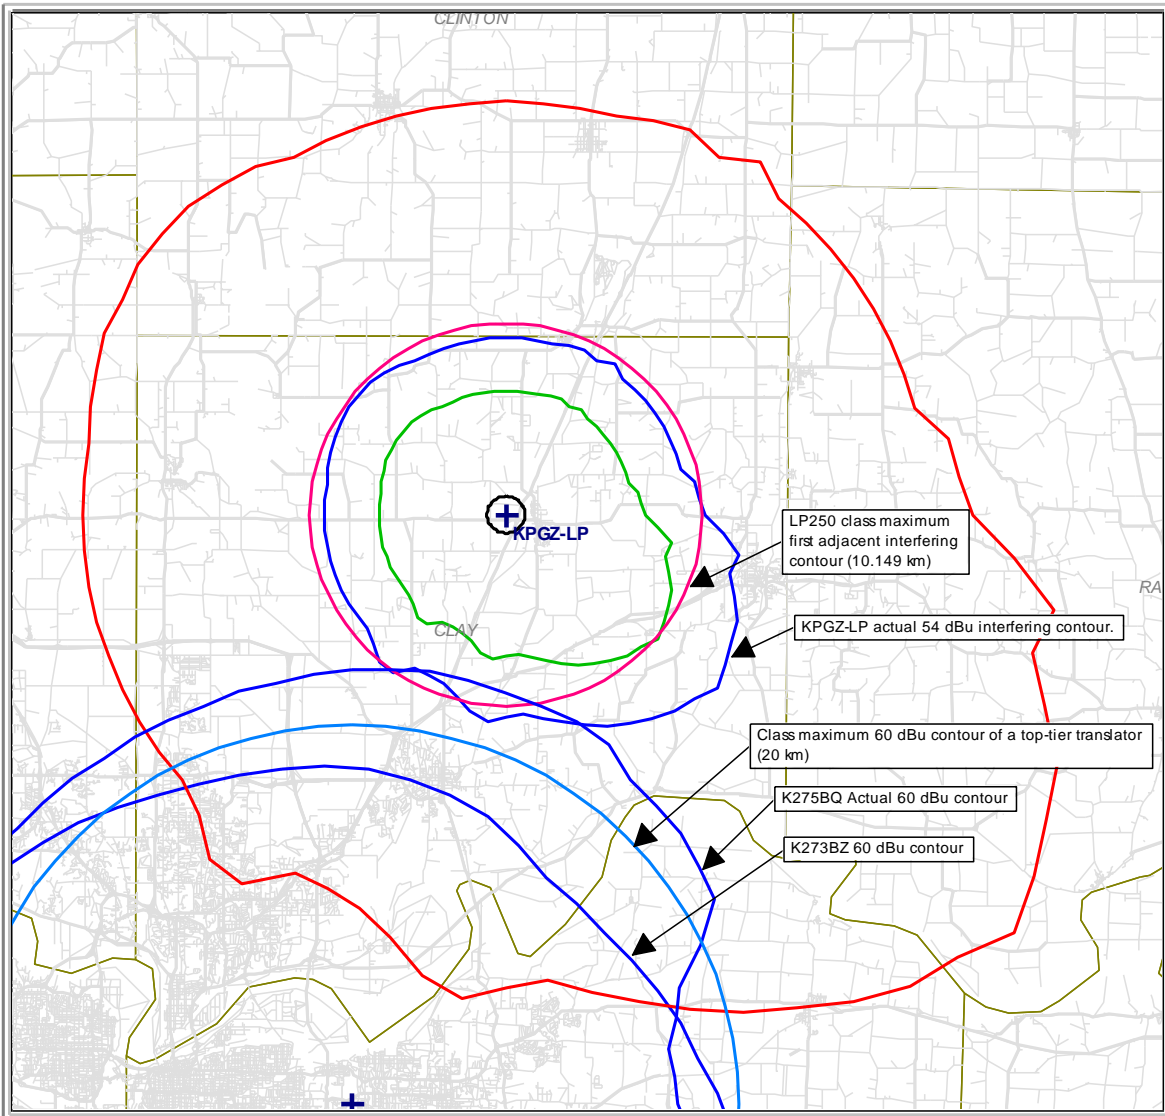 CLINTON
KPGZ-LP
LP250 class maximum
first adjacent interfering
contour (10.149 km)
RA
KPGZ-LP actual 54 dBu interfering contour.
CLAY
Class maximum 60 dBu contour of a top-tier translator
(20 km)
K275BQ Actual 60 dBu contour
K273BZ 60 dBu contour